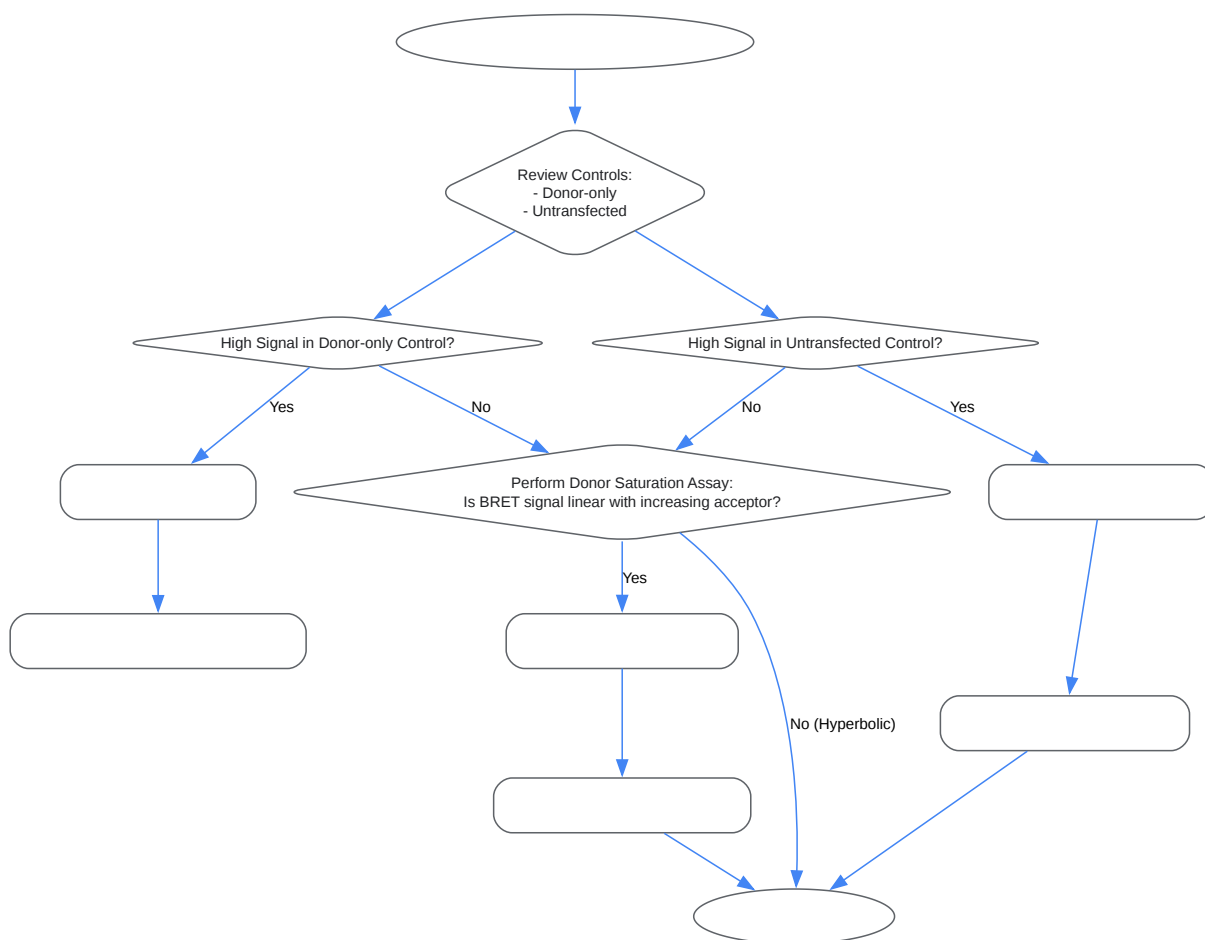 Review Controls:
- Donor-only
- Untransfected
High Signal in Donor-only Control?
High Signal in Untransfected Control?
Yes
No
No
Yes
Perform Donor Saturation Assay:
Is BRET signal linear with increasing acceptor?
Yes
No (Hyperbolic)